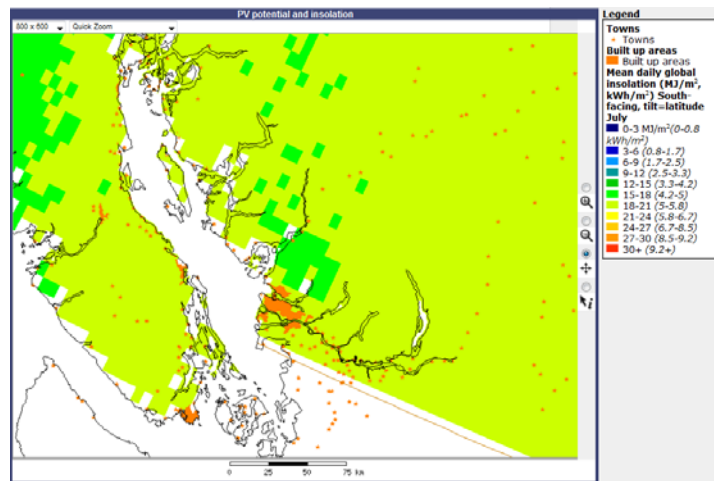 PV potential and insolation
800 x 600
Quick Zoom
Legend
Towns
Towns
Built up areas
Built up areas
Mean daily global
insolation (MJ/m²,
kWh/m²) South-
facing, tilt=latitude
July
0-3 MJ/m²(0-0.8
kWh/m²)
3-6 (0.8-1.7)
6-9 (1.7-2.5)
9-12 (2.5-3.3)
12-15 (3.3-4.2)
15-18 (4.2-5)
18-21 (5-5.8)
21-24 (5.8-6.7)
24-27 (6.7-8.5)
27-30 (8.5-9.2)
30+ (9.2+)
0 25 50 75 km